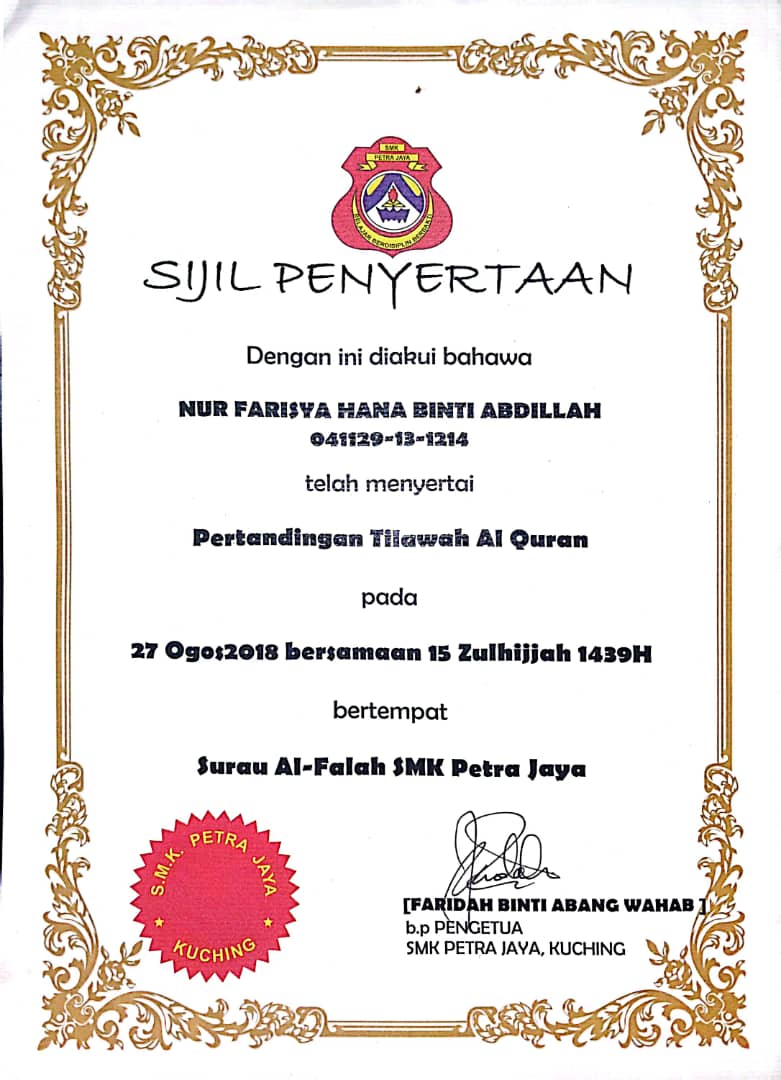 SMK
PETRA JAYA
BELAJAR BERDISIPLIN BERBAKTI
SIJIL PENYERTAAN
Dengan ini diakui bahawa
NUR FARISYA HANA BINTI ABDILLAH
041129-13-1214
telah menyertai
Pertandingan Tilawah Al Quran
pada
27 Ogos2018 bersamaan 15 Zulhijjah 1439H
bertempat
Surau Al-Falah SMK Petra Jaya
S.M.K. PETRA JAYA
KUCHING
[FARIDAH BINTI ABANG WAHAB ]
b.p PENGETUA
SMK PETRA JAYA, KUCHING